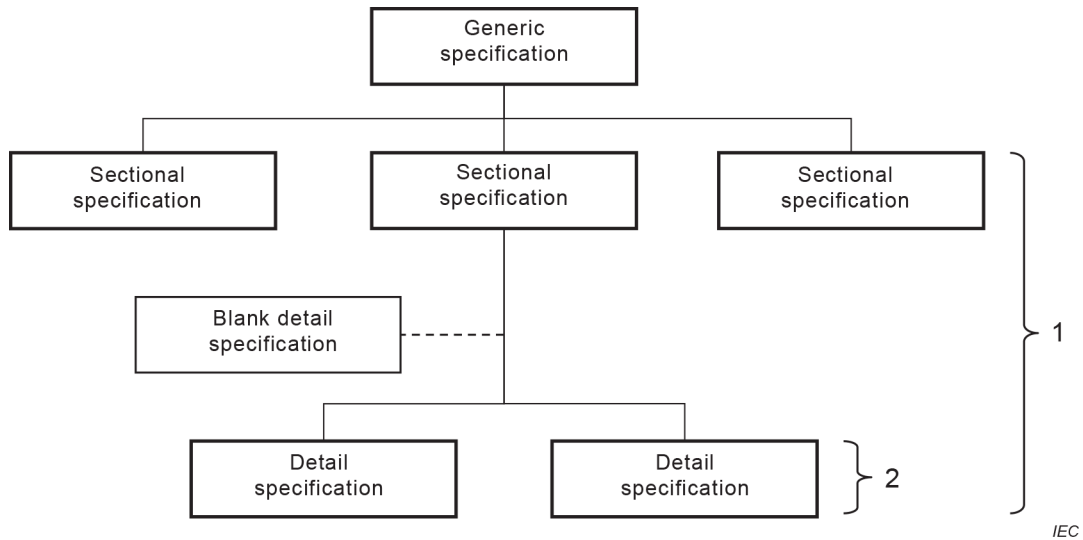 Generic
specification
Sectional
specification
Sectional
specification
Sectional
specification
Blank detail
specification
1
Detail
specification
Detail
specification
2
IEC